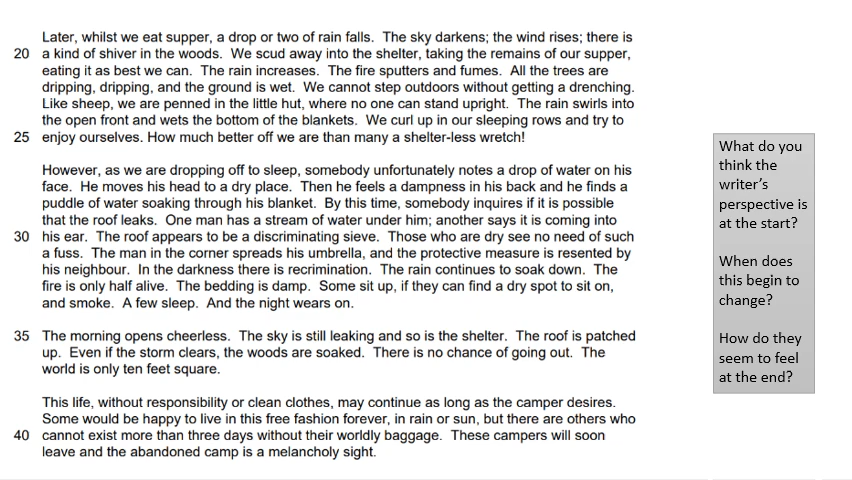 Later, whilst we eat supper, a drop or two of rain falls. The sky darkens; the wind rises; there is
20 a kind of shiver in the woods. We scud away into the shelter, taking the remains of our supper,
eating it as best we can. The rain increases. The fire sputters and fumes. All the trees are
dripping, dripping, and the ground is wet. We cannot step outdoors without getting a drenching.
Like sheep, we are penned in the little hut, where no one can stand upright. The rain swirls into
the open front and wets the bottom of the blankets. We curl up in our sleeping rows and try to
25 enjoy ourselves. How much better off we are than many a shelter-less wretch!
However, as we are dropping off to sleep, somebody unfortunately notes a drop of water on his
face. He moves his head to a dry place. Then he feels a dampness in his back and he finds a
puddle of water soaking through his blanket. By this time, somebody inquires if it is possible
that the roof leaks. One man has a stream of water under him; another says it is coming into
30 his ear. The roof appears to be a discriminating sieve. Those who are dry see no need of such
a fuss. The man in the corner spreads his umbrella, and the protective measure is resented by
his neighbour. In the darkness there is recrimination. The rain continues to soak down. The
fire is only half alive. The bedding is damp. Some sit up, if they can find a dry spot to sit on,
and smoke. A few sleep. And the night wears on.
35 The morning opens cheerless. The sky is still leaking and so is the shelter. The roof is patched
up. Even if the storm clears, the woods are soaked. There is no chance of going out. The
world is only ten feet square.
This life, without responsibility or clean clothes, may continue as long as the camper desires.
Some would be happy to live in this free fashion forever, in rain or sun, but there are others who
40 cannot exist more than three days without their worldly baggage. These campers will soon
leave and the abandoned camp is a melancholy sight.
What do you
think the
writer's
perspective is
at the start?
When does
this begin to
change?
How do they
seem to feel
at the end?